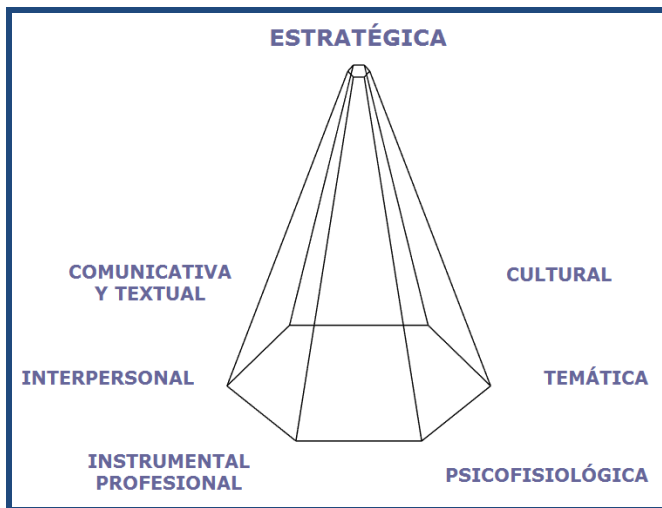 ESTRATÉGICA
COMUNICATIVA
Y TEXTUAL
CULTURAL
INTERPERSONAL
TEMÁTICA
INSTRUMENTAL
PROFESIONAL
PSICOFISIOLÓGICA